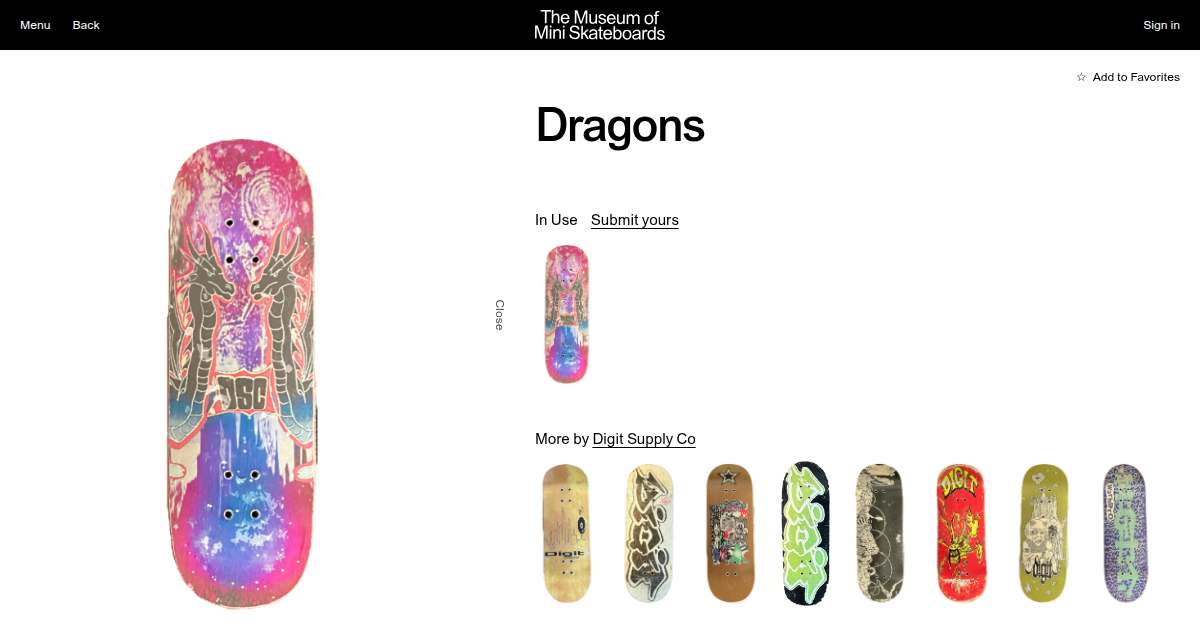 Menu
Back
The Museum of
Mini Skateboards
Sign in
☆ Add to Favorites
Dragons
In Use
Submit yours
Close
DSC
More by Digit Supply Co
Digit
DIGIT